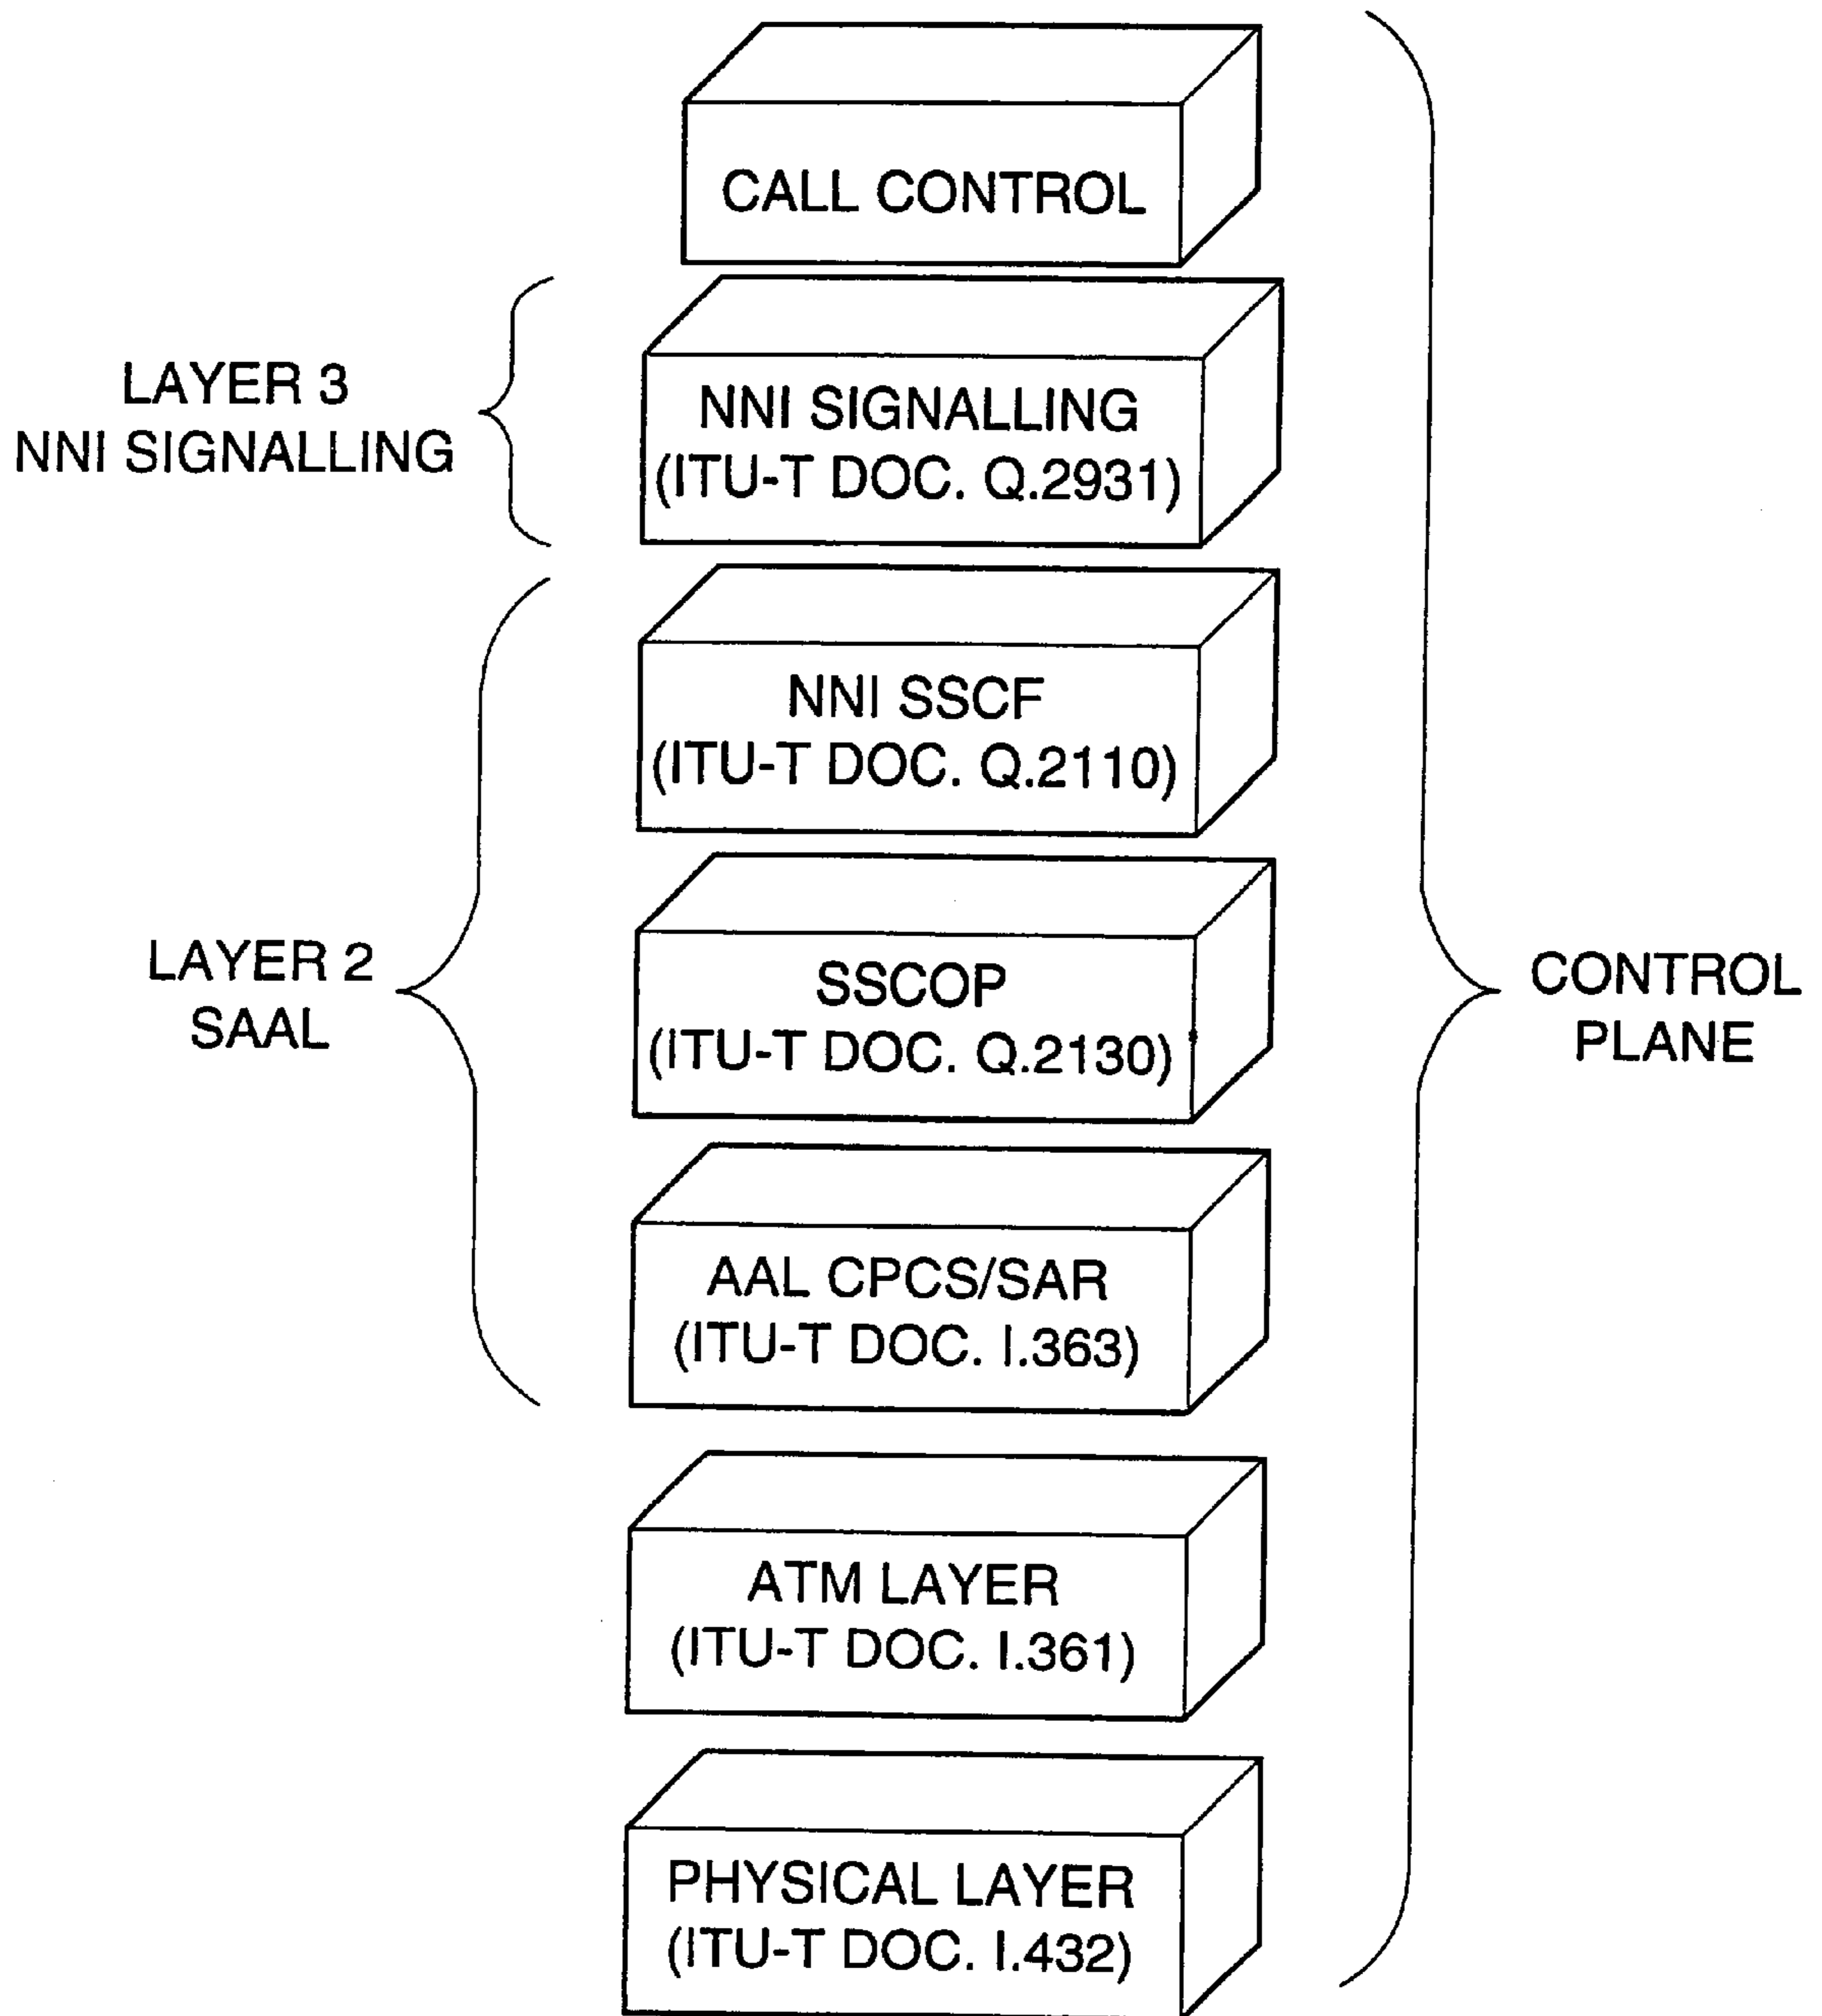 CALL CONTROL
LAYER 3
NNI SIGNALLING
NNI SIGNALLING
(ITU-T DOC. Q.2931)
NNI SSCF
(ITU-T DOC. Q.2110)
LAYER 2
SAAL
SSCOP
(ITU-T DOC. Q.2130)
CONTROL
PLANE
AAL CPCS/SAR
(ITU-T DOC. I.363)
ATM LAYER
(ITU-T DOC. I.361)
PHYSICAL LAYER
(ITU-T DOC. I.432)